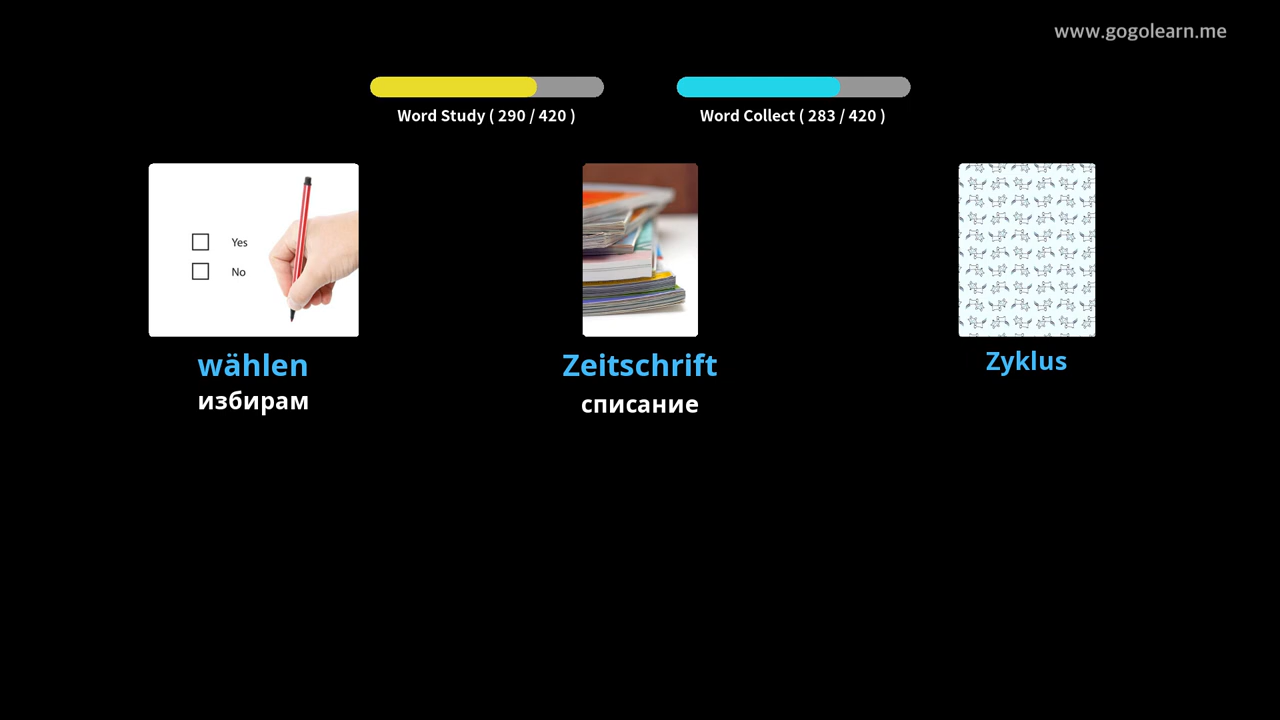 www.gogolearn.me
Word Study ( 290 / 420 )
Word Collect ( 283 / 420 )
Yes
No
wählen
избирам
Zeitschrift
списание
Zyklus